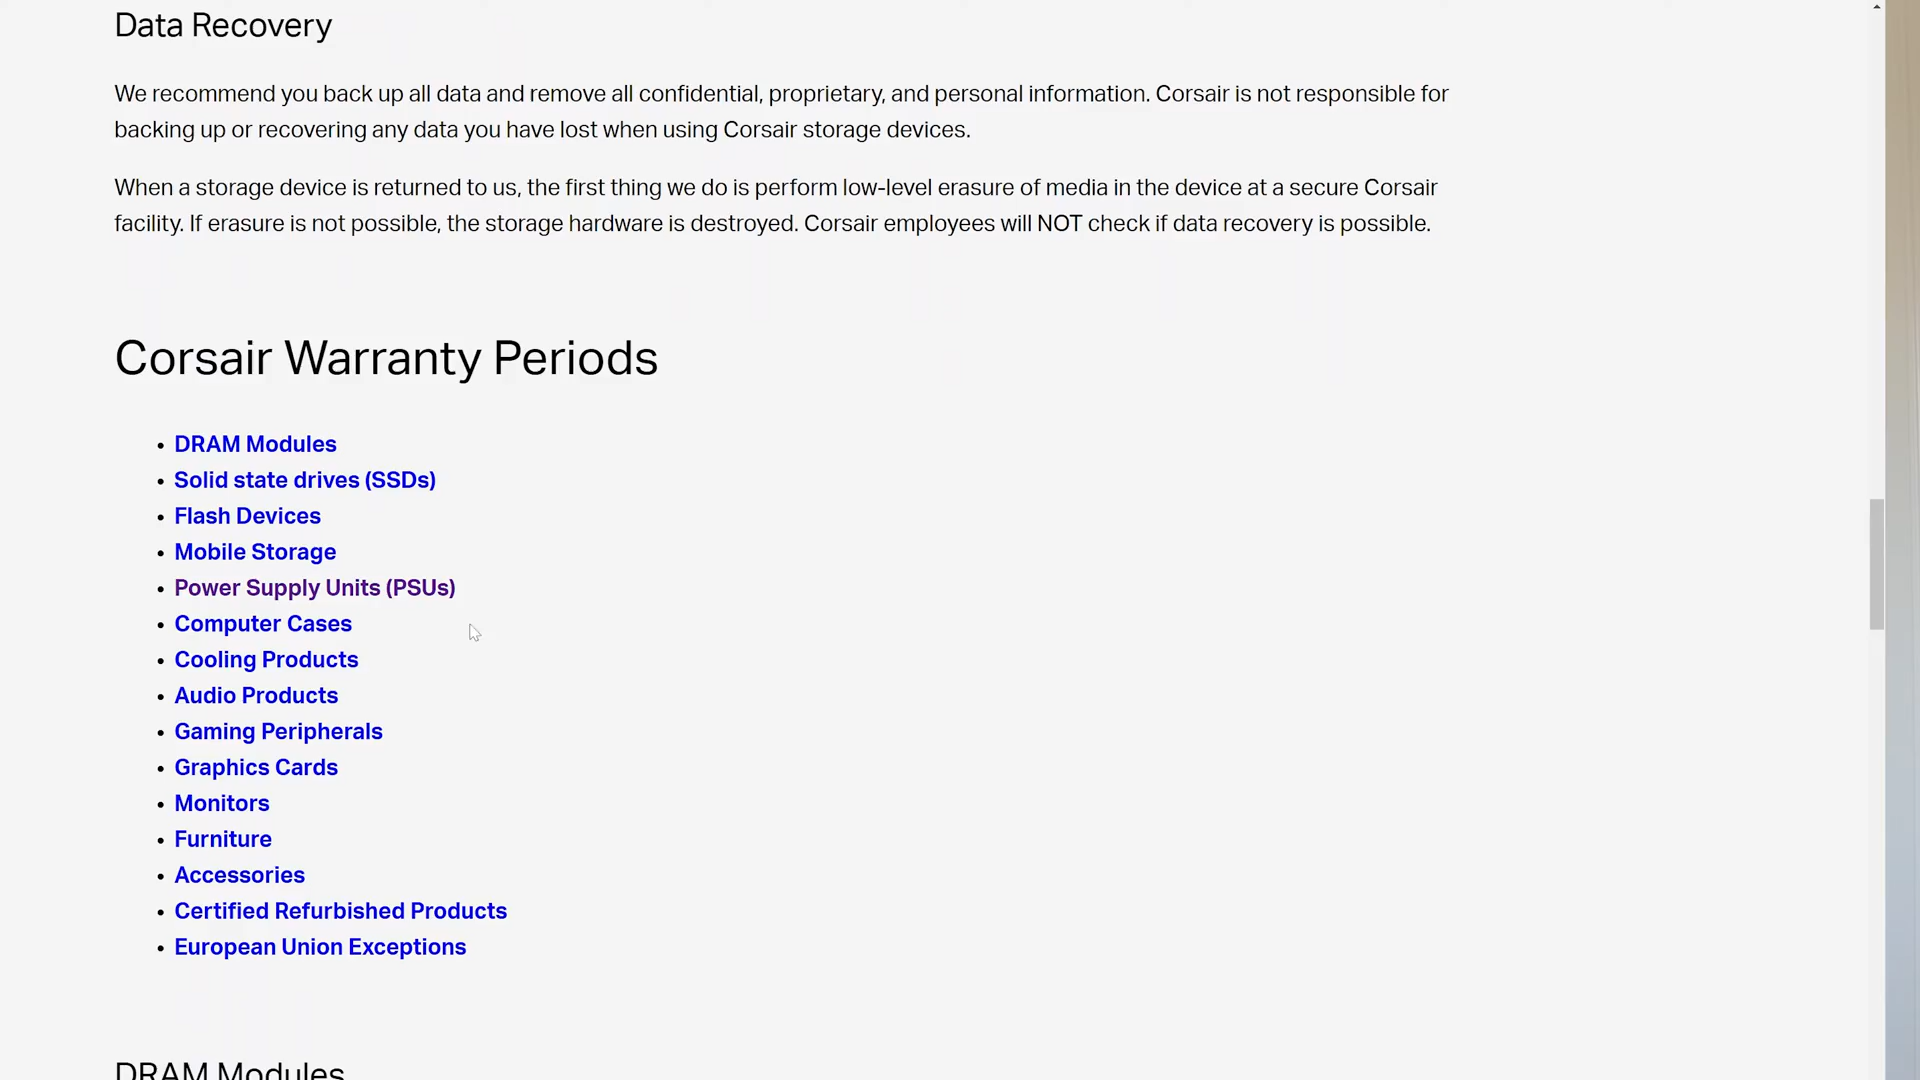 Data Recovery
We recommend you back up all data and remove all confidential, proprietary, and personal information. Corsair is not responsible for
backing up or recovering any data you have lost when using Corsair storage devices.
When a storage device is returned to us, the first thing we do is perform low-level erasure of media in the device at a secure Corsair
facility. If erasure is not possible, the storage hardware is destroyed. Corsair employees will NOT check if data recovery is possible.
Corsair Warranty Periods
• DRAM Modules
• Solid state drives (SSDs)
• Flash Devices
• Mobile Storage
• Power Supply Units (PSUs)
• Computer Cases
• Cooling Products
• Audio Products
• Gaming Peripherals
• Graphics Cards
• Monitors
• Furniture
• Accessories
• Certified Refurbished Products
• European Union Exceptions
DRAM Modules